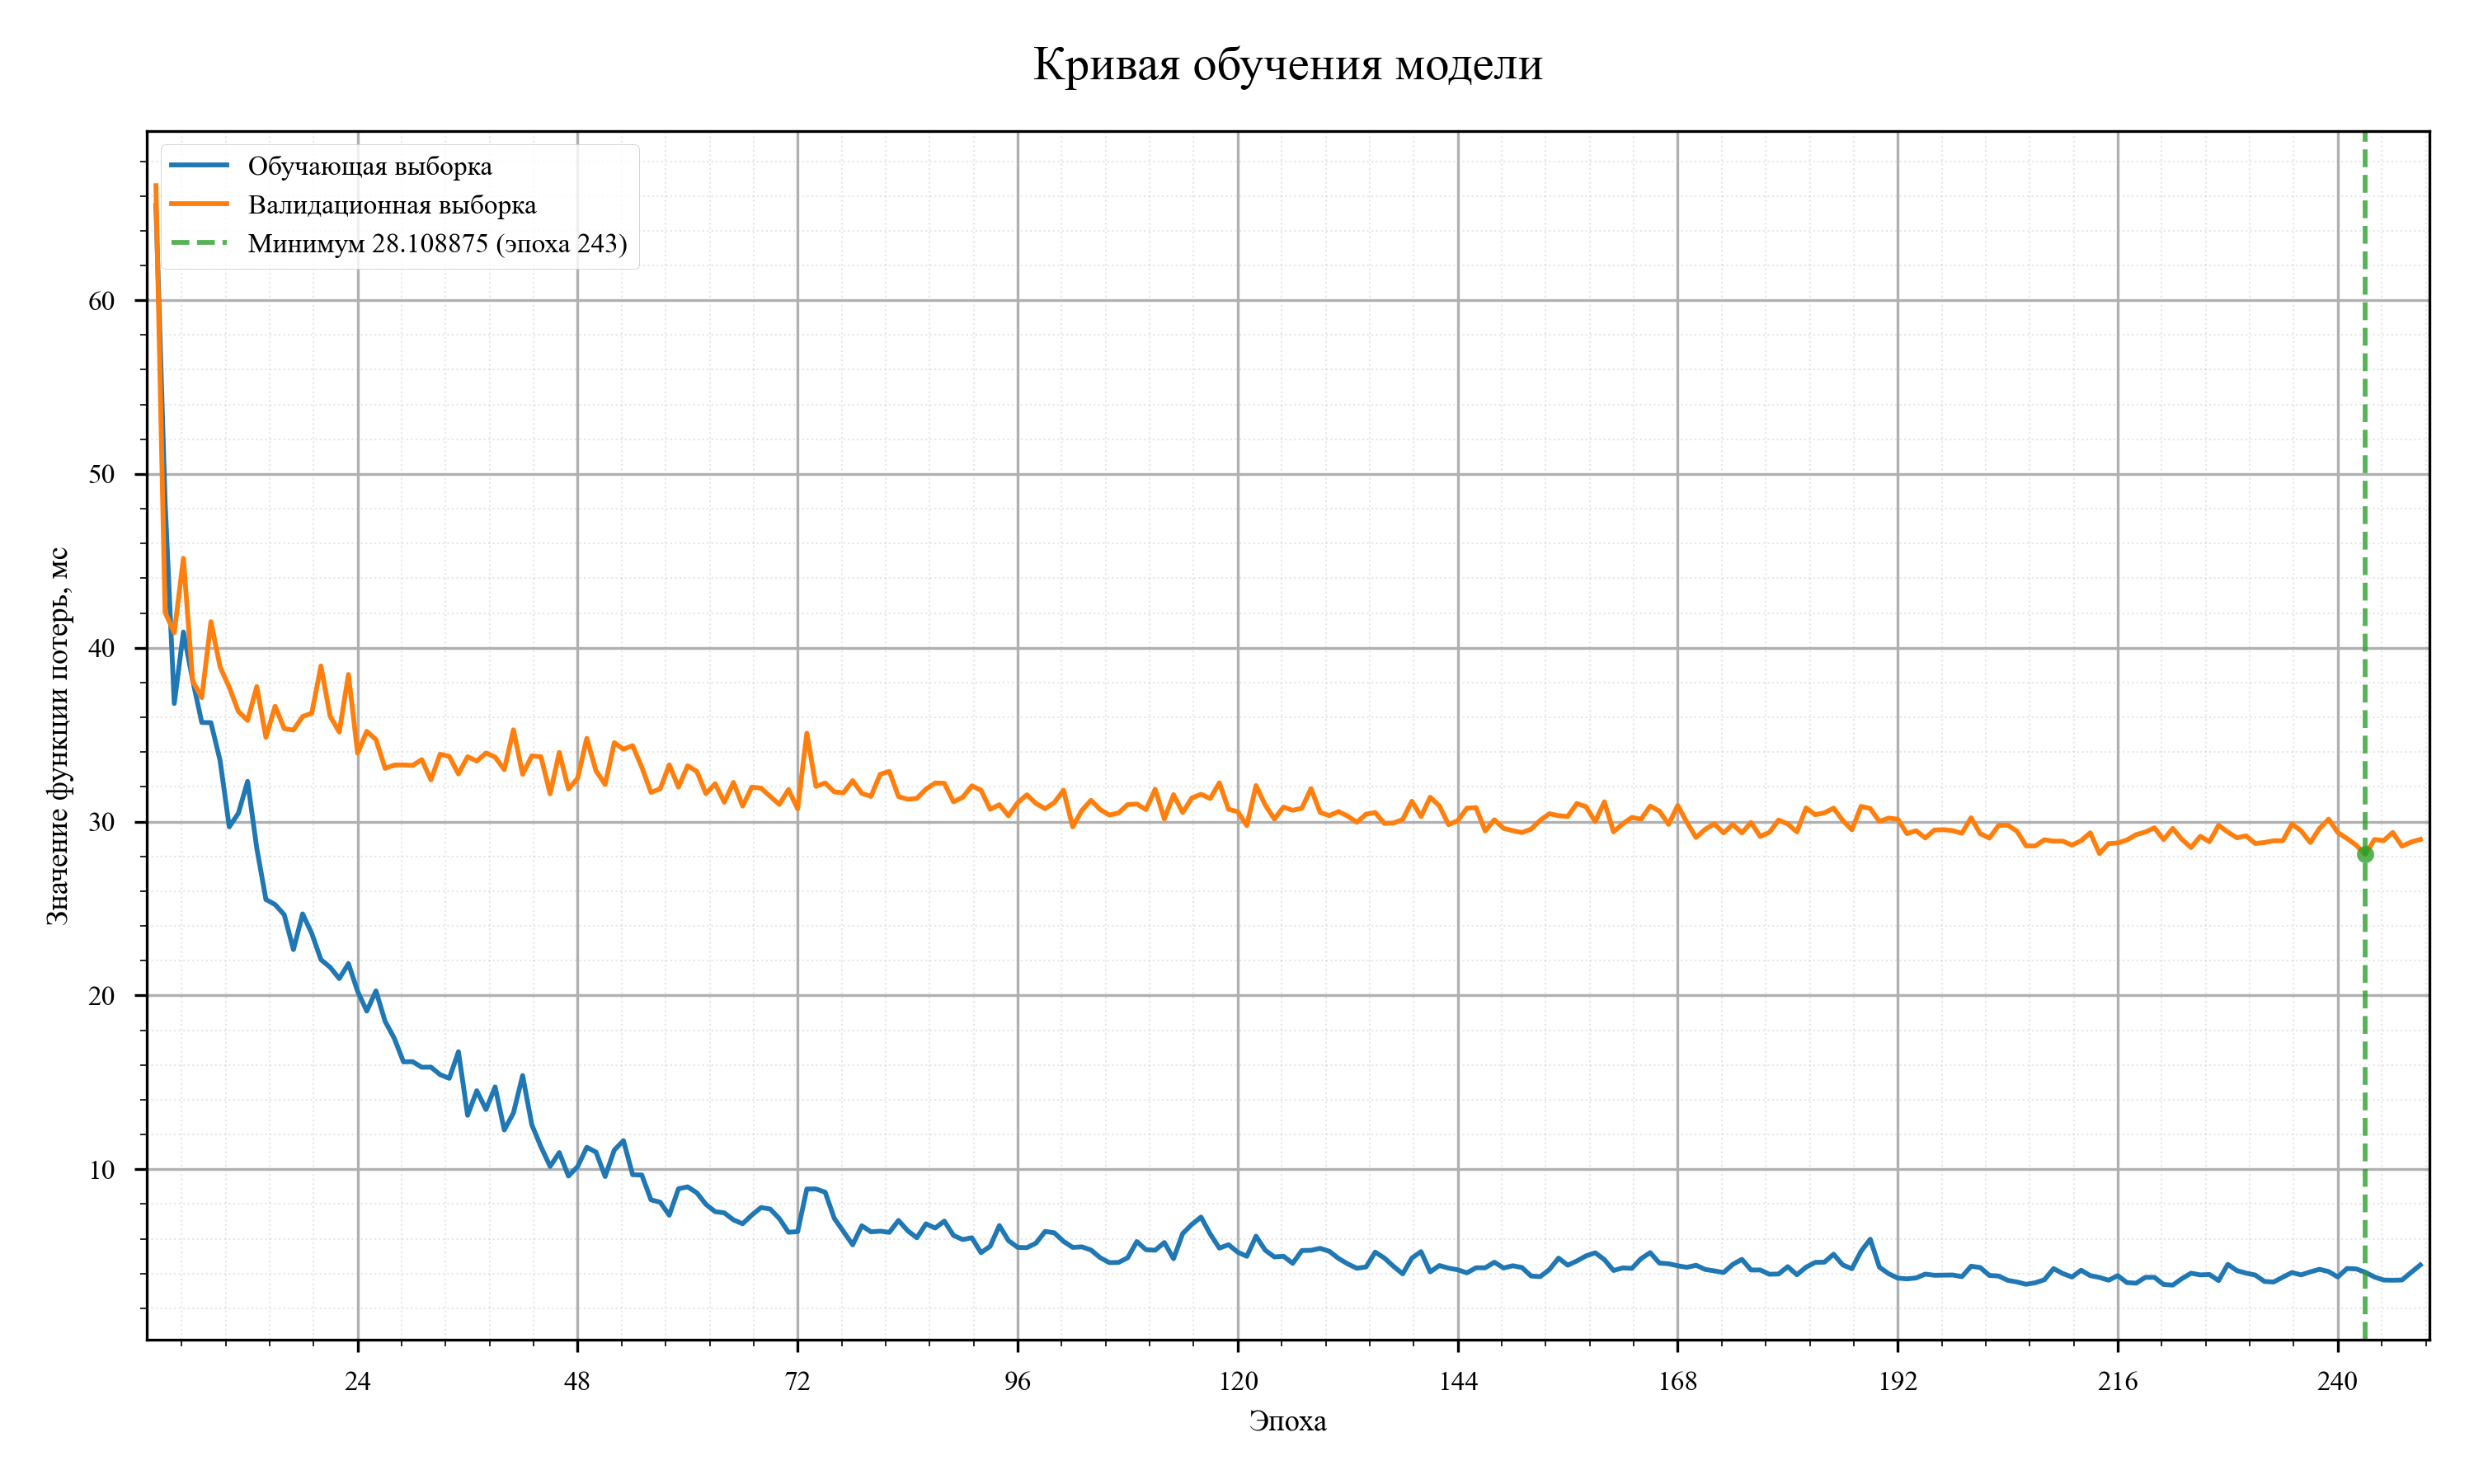 Кривая обучения модели
Обучающая выборка
Валидационная выборка
Минимум 28.108875 (эпоха 243)
Значение функции потерь, мс
60
50
40
30
20
10
24 48 72 96 120 144 168 192 216 240
Эпоха